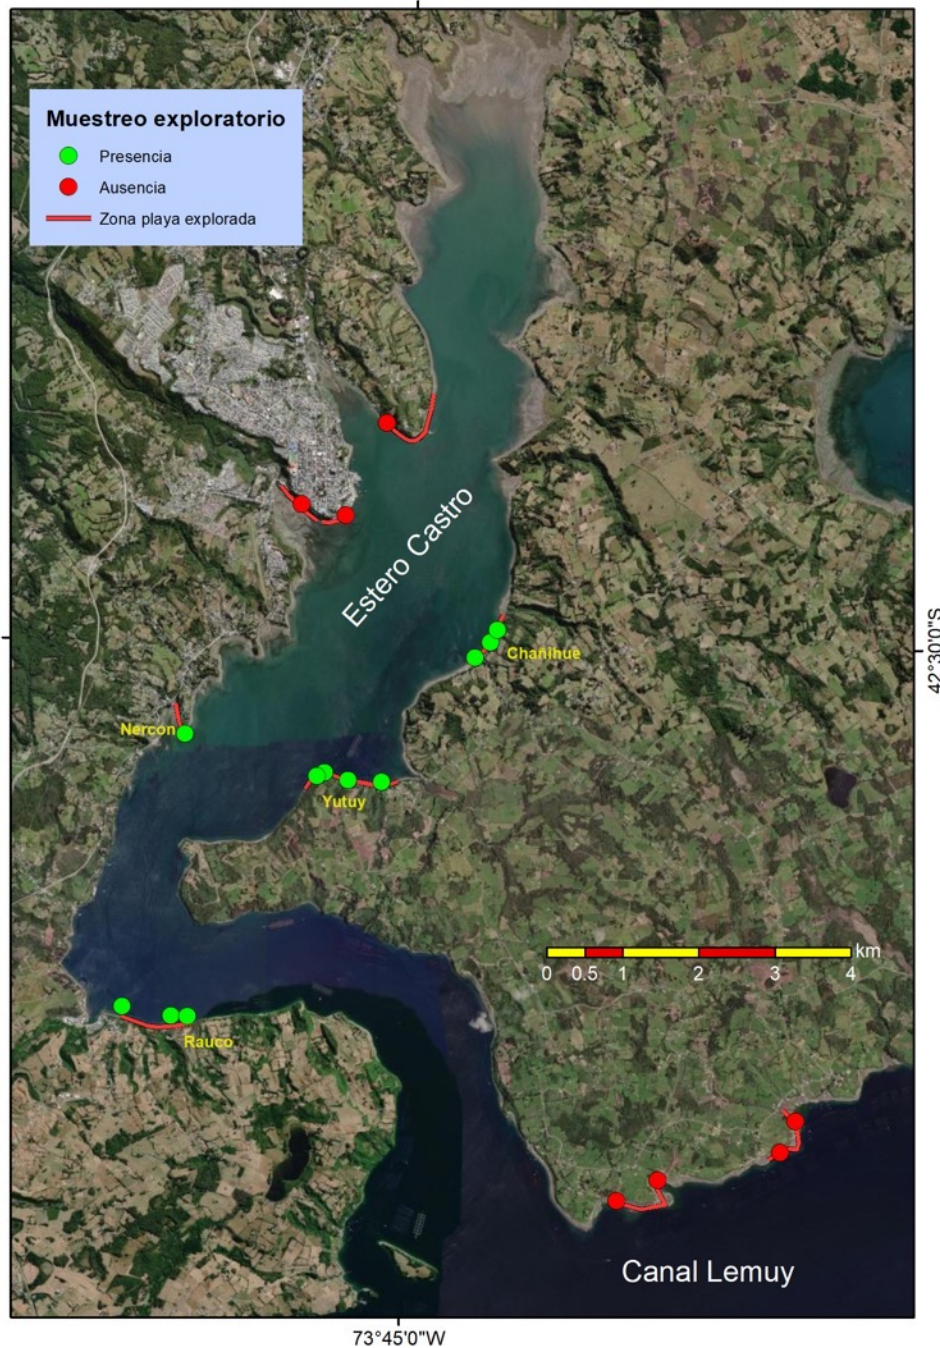 Muestreo exploratorio
Presencia
Ausencia
Zona playa explorada
Estero Castro
42°30'0"S
Chañihue
Nercon
Yutuy
km
0 0.5 1 2 3 4
Rauco
Canal Lemuy
73°45'0"W